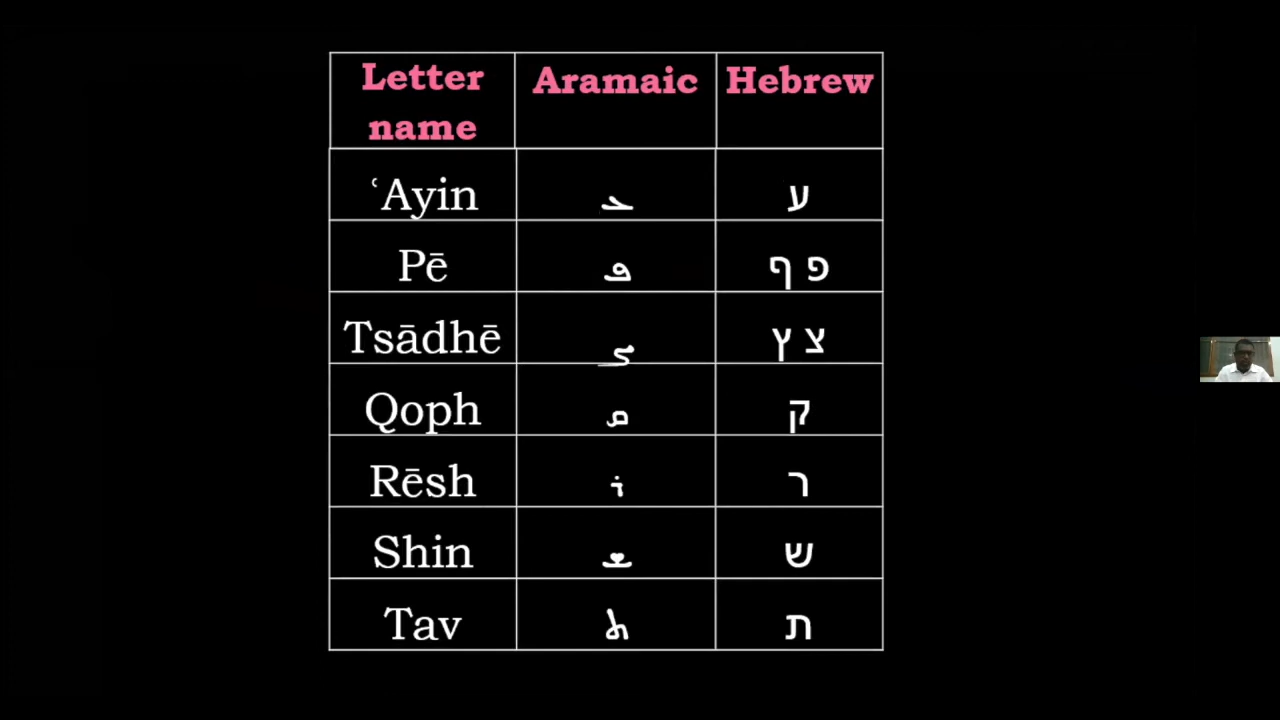 Letter name Aramaic Hebrew
ʿAyin ܥ ע
Pē ܦ פ ף
Tsādhē ܨ צ ץ
Qoph ܩ ק
Rēsh ܪ ר
Shin ܫ ש
Tav ܬ ת